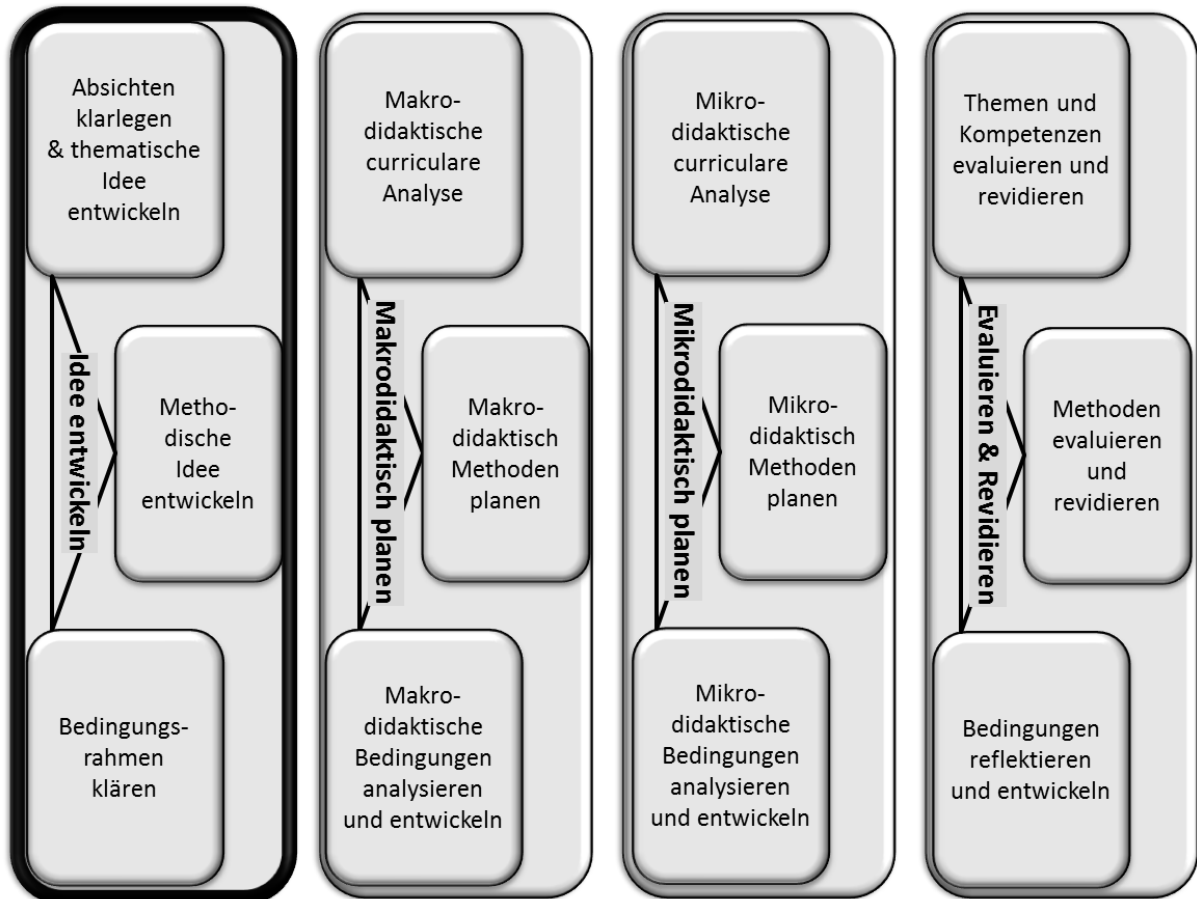 Absichten
klarlegen
& thematische
Idee
entwickeln
Idee entwickeln
Metho-
dische
Idee
entwickeln
Bedingungs-
rahmen
klären
Makro-
didaktische
curriculare
Analyse
Makrodidaktisch planen
Makro-
didaktisch
Methoden
planen
Makro-
didaktische
Bedingungen
analysieren
und entwickeln
Mikro-
didaktische
curriculare
Analyse
Mikrodidaktisch planen
Mikro-
didaktisch
Methoden
planen
Mikro-
didaktische
Bedingungen
analysieren
und entwickeln
Themen und
Kompetenzen
evaluieren und
revidieren
Evaluieren & Revidieren
Methoden
evaluieren
und
revidieren
Bedingungen
reflektieren
und entwickeln